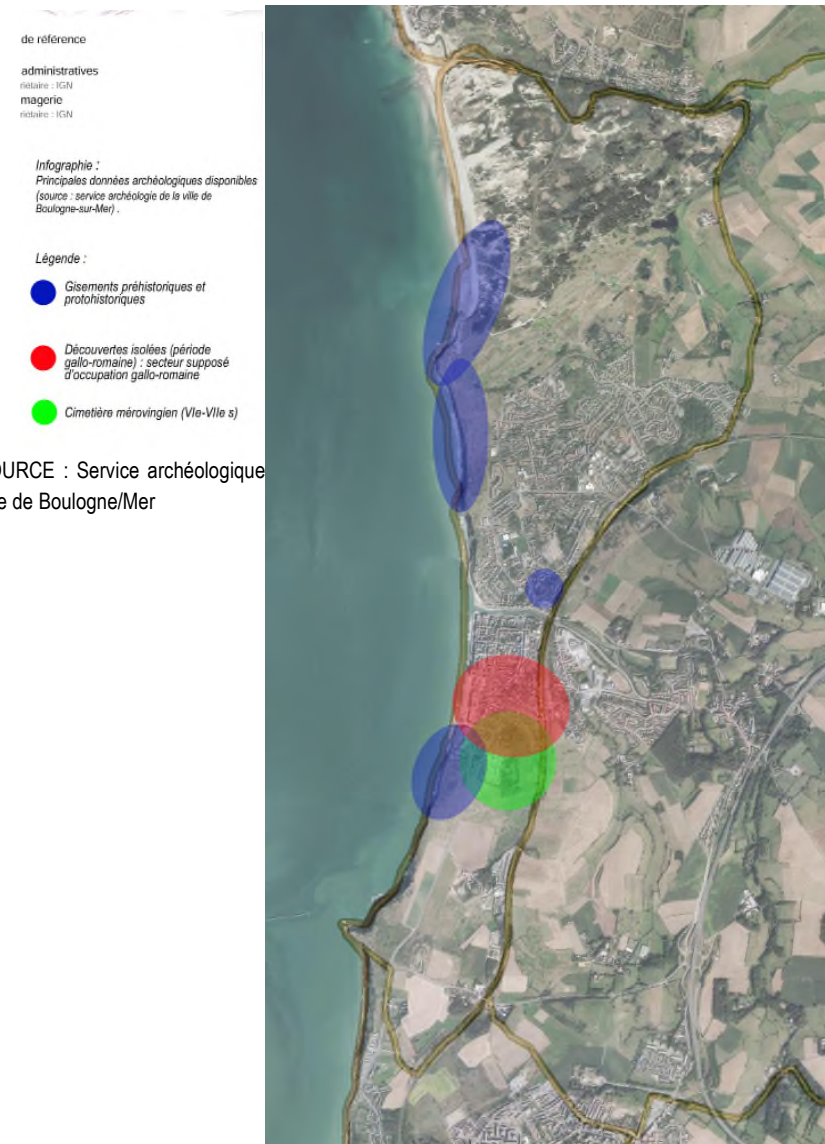 de référence
administratives
riétaire : IGN
magerie
riétaire : IGN
Infographie :
Principales données archéologiques disponibles
(source : service archéologie de la ville de
Boulogne-sur-Mer) .
Légende :
Gisements préhistoriques et
protohistoriques
Découvertes isolées (période
gallo-romaine) : secteur supposé
d'occupation gallo-romaine
Cimetière mérovingien (VIe-VIIe s)
OURCE : Service archéologique
e de Boulogne/Mer